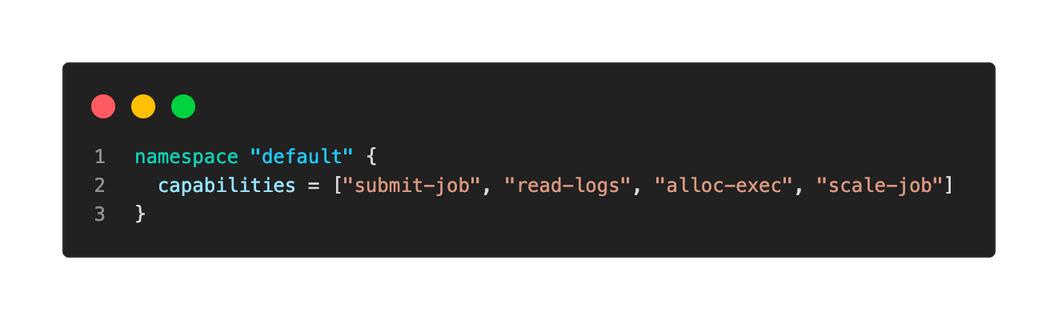 1 namespace "default" {
2 capabilities = ["submit-job", "read-logs", "alloc-exec", "scale-job"]
3 }